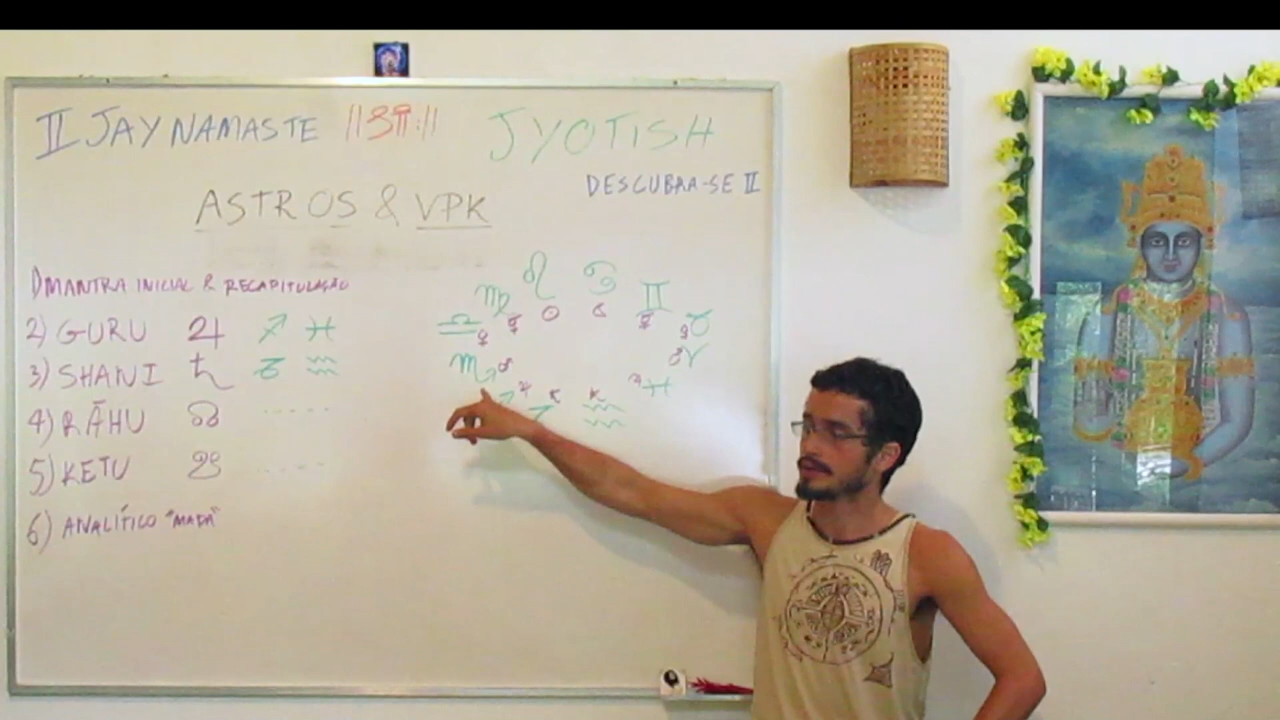 II JAY NAMASTE ||ॐ||
JYOTISH
DESCUBRA-SE II
ASTROS & VPK
1) MANTRA INICIAL & RECAPITULAÇÃO
2) GURU ♃ ♐ ♓
3) SHANI ♄ ♑ ♒
4) RĀHU ☊ ......
5) KETU ☋ ......
6) ANALÍTICO "MAPA"
♎ ♍ ♌ ♋ ♊ ♉
♀ ☿ ☉ ☾ ☿ ♀
♏ ♂ ♂ ♈
♐ ♃ ♑ ♄ ♄ ♒ ♃ ♓